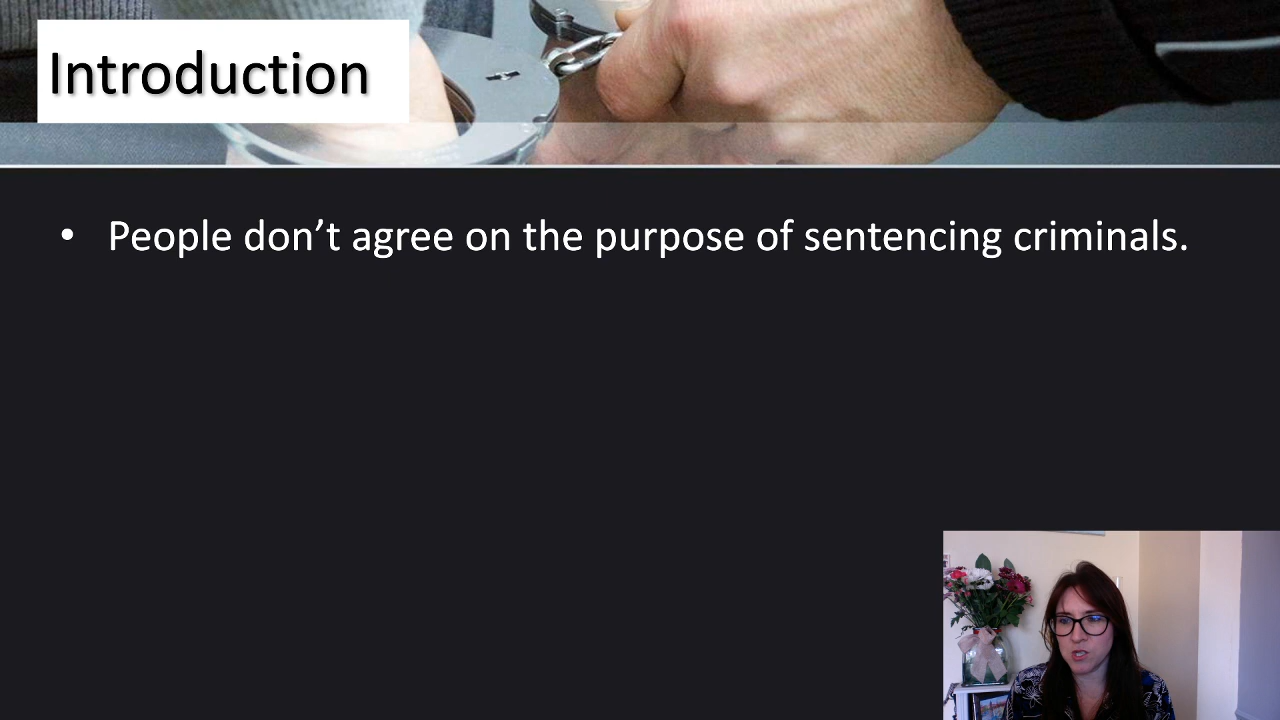 Introduction
• People don’t agree on the purpose of sentencing criminals.